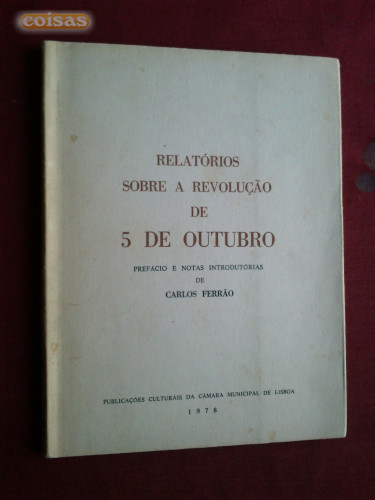 coisas
RELATÓRIOS
SOBRE A REVOLUÇÃO
DE
5 DE OUTUBRO
PREFÁCIO E NOTAS INTRODUTÓRIAS
DE
CARLOS FERRÃO
PUBLICAÇÕES CULTURAIS DA CÂMARA MUNICIPAL DE LISBOA
1978